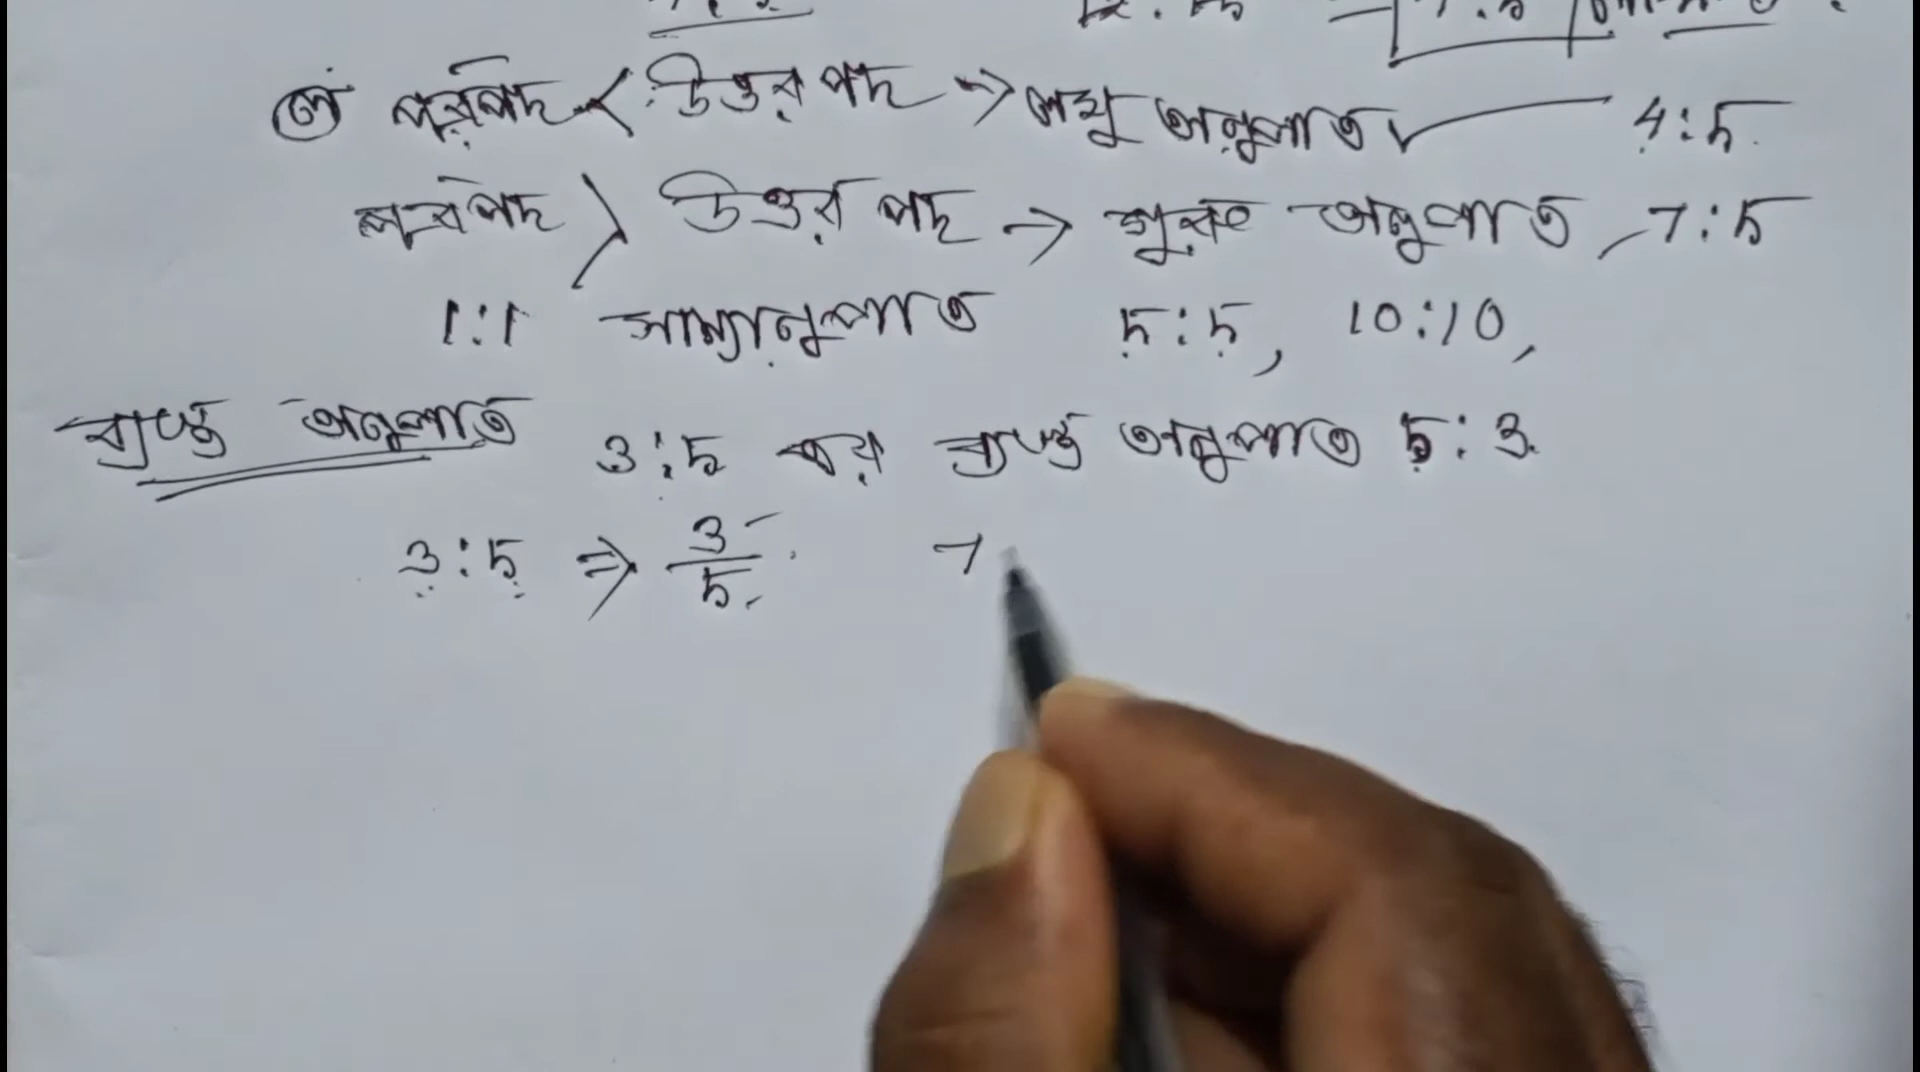 পূর্বপদ < উত্তর পদ → লঘু অনুপাত 4:5
পূর্বপদ > উত্তর পদ → গুরু অনুপাত, 7:5
1:1 সাম্যানুপাত 5:5, 10:10,
ব্যস্ত অনুপাত 3:5 এর ব্যস্ত অনুপাত 5:3
3:5 ⇒ 3/5 7